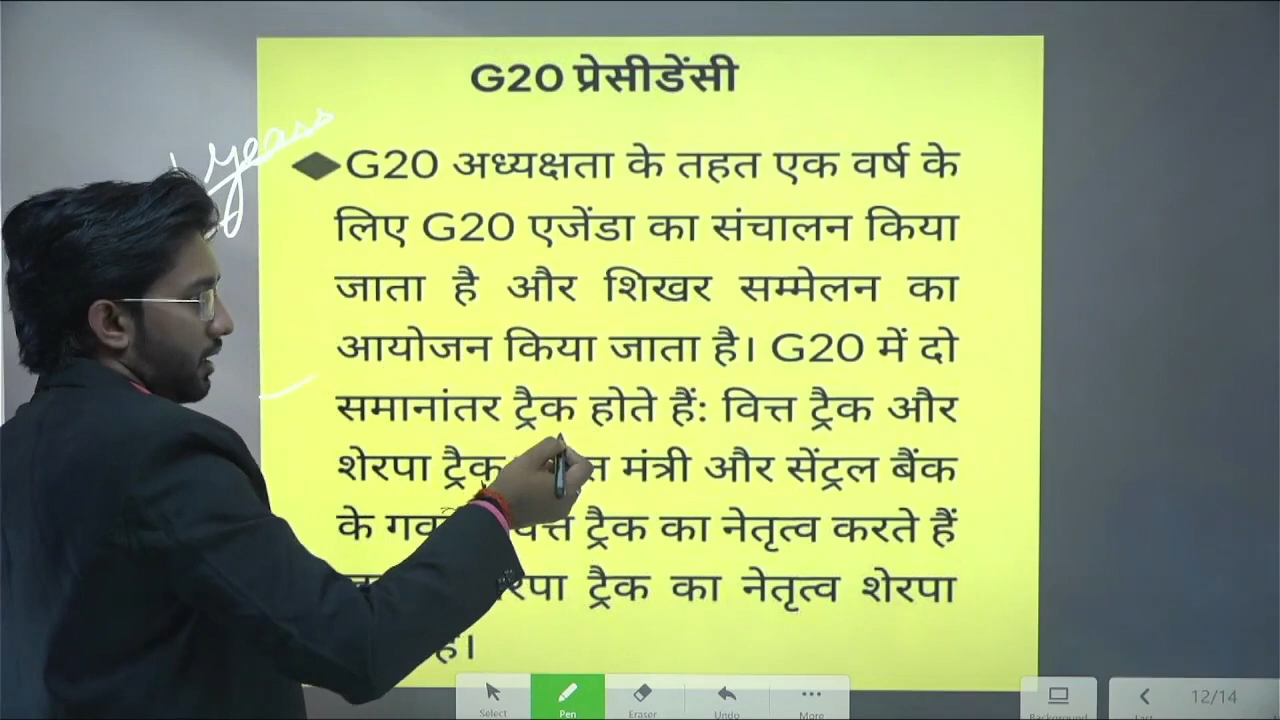 G20 प्रेसीडेंसी
years
G20 अध्यक्षता के तहत एक वर्ष के
लिए G20 एजेंडा का संचालन किया
जाता है और शिखर सम्मेलन का
आयोजन किया जाता है। G20 में दो
समानांतर ट्रैक होते हैं: वित्त ट्रैक और
शेरपा ट्रैक मंत्री और सेंट्रल बैंक
के ट्रैक का नेतृत्व करते हैं
ट्रैक का नेतृत्व शेरपा
Select
Pen
Eraser
Undo
More
Background
12/14